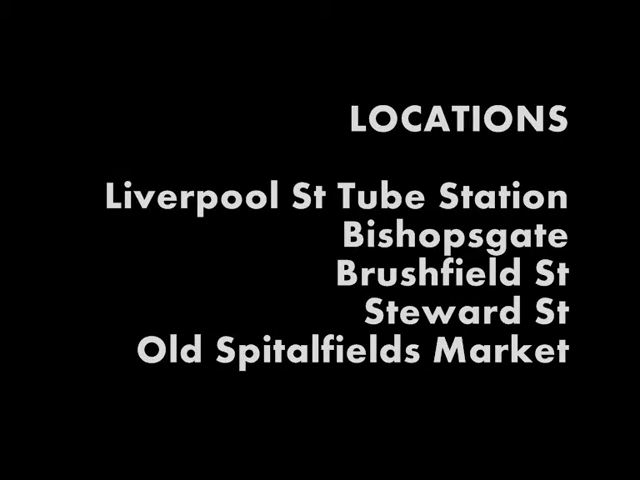 LOCATIONS
Liverpool St Tube Station
Bishopsgate
Brushfield St
Steward St
Old Spitalfields Market